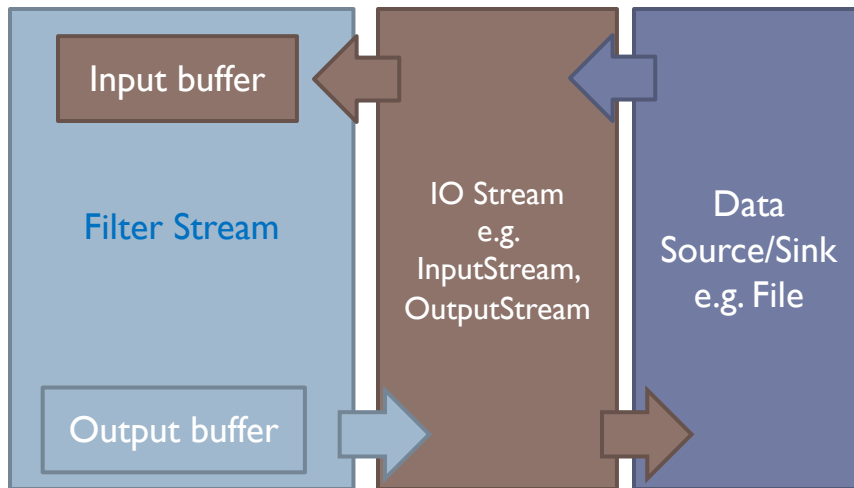 Input buffer
Filter Stream
Output buffer
IO Stream
e.g.
InputStream,
OutputStream
Data
Source/Sink
e.g. File